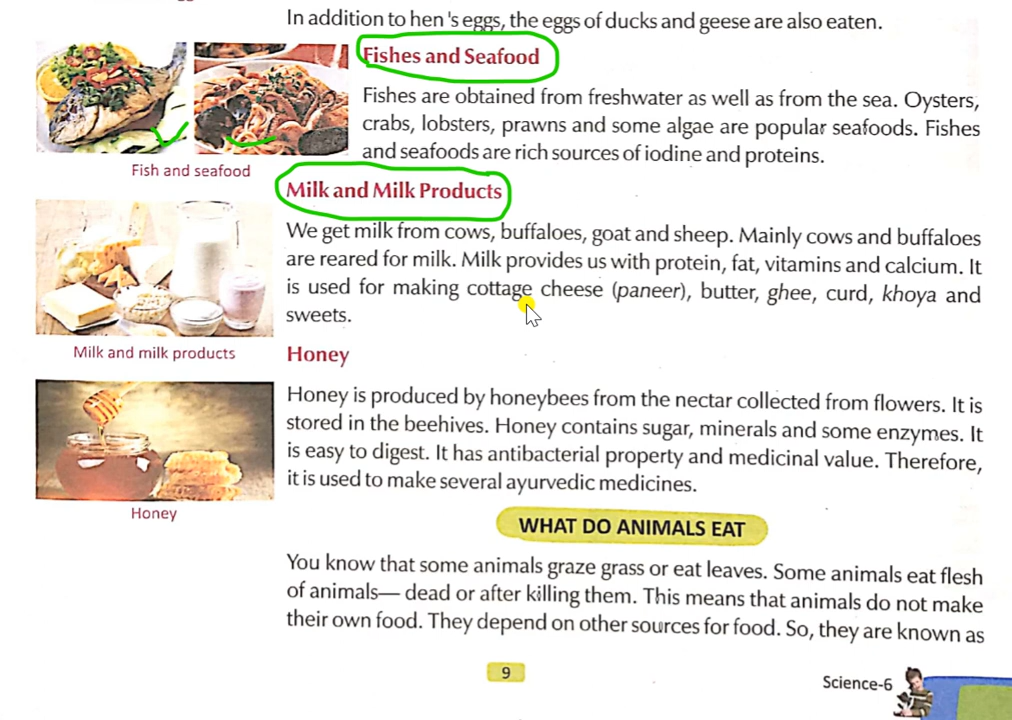 In addition to hen 's eggs, the eggs of ducks and geese are also eaten.
Fishes and Seafood
Fishes are obtained from freshwater as well as from the sea. Oysters,
crabs, lobsters, prawns and some algae are popular seafoods. Fishes
and seafoods are rich sources of iodine and proteins.
Fish and seafood
Milk and Milk Products
We get milk from cows, buffaloes, goat and sheep. Mainly cows and buffaloes
are reared for milk. Milk provides us with protein, fat, vitamins and calcium. It
is used for making cottage cheese (paneer), butter, ghee, curd, khoya and
sweets.
Milk and milk products
Honey
Honey is produced by honeybees from the nectar collected from flowers. It is
stored in the beehives. Honey contains sugar, minerals and some enzymes. It
is easy to digest. It has antibacterial property and medicinal value. Therefore,
it is used to make several ayurvedic medicines.
Honey
WHAT DO ANIMALS EAT
You know that some animals graze grass or eat leaves. Some animals eat flesh
of animals— dead or after killing them. This means that animals do not make
their own food. They depend on other sources for food. So, they are known as
9
Science-6